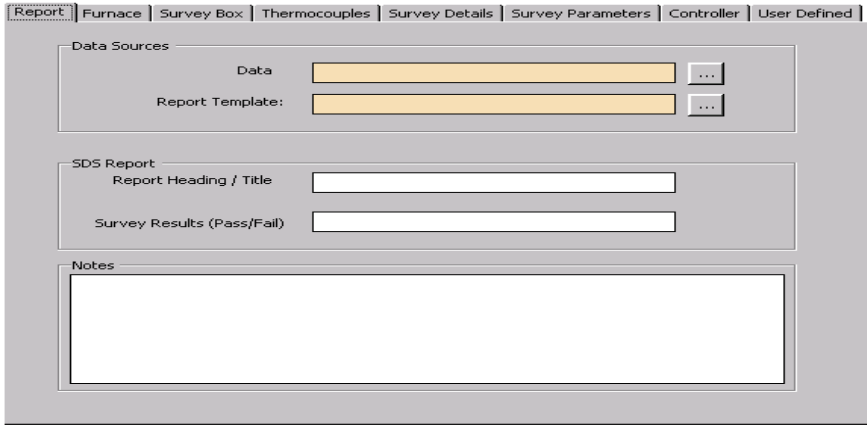 Report Furnace Survey Box Thermocouples Survey Details Survey Parameters Controller User Defined
Data Sources
Data ...
Report Template: ...
SDS Report
Report Heading / Title
Survey Results (Pass/Fail)
Notes